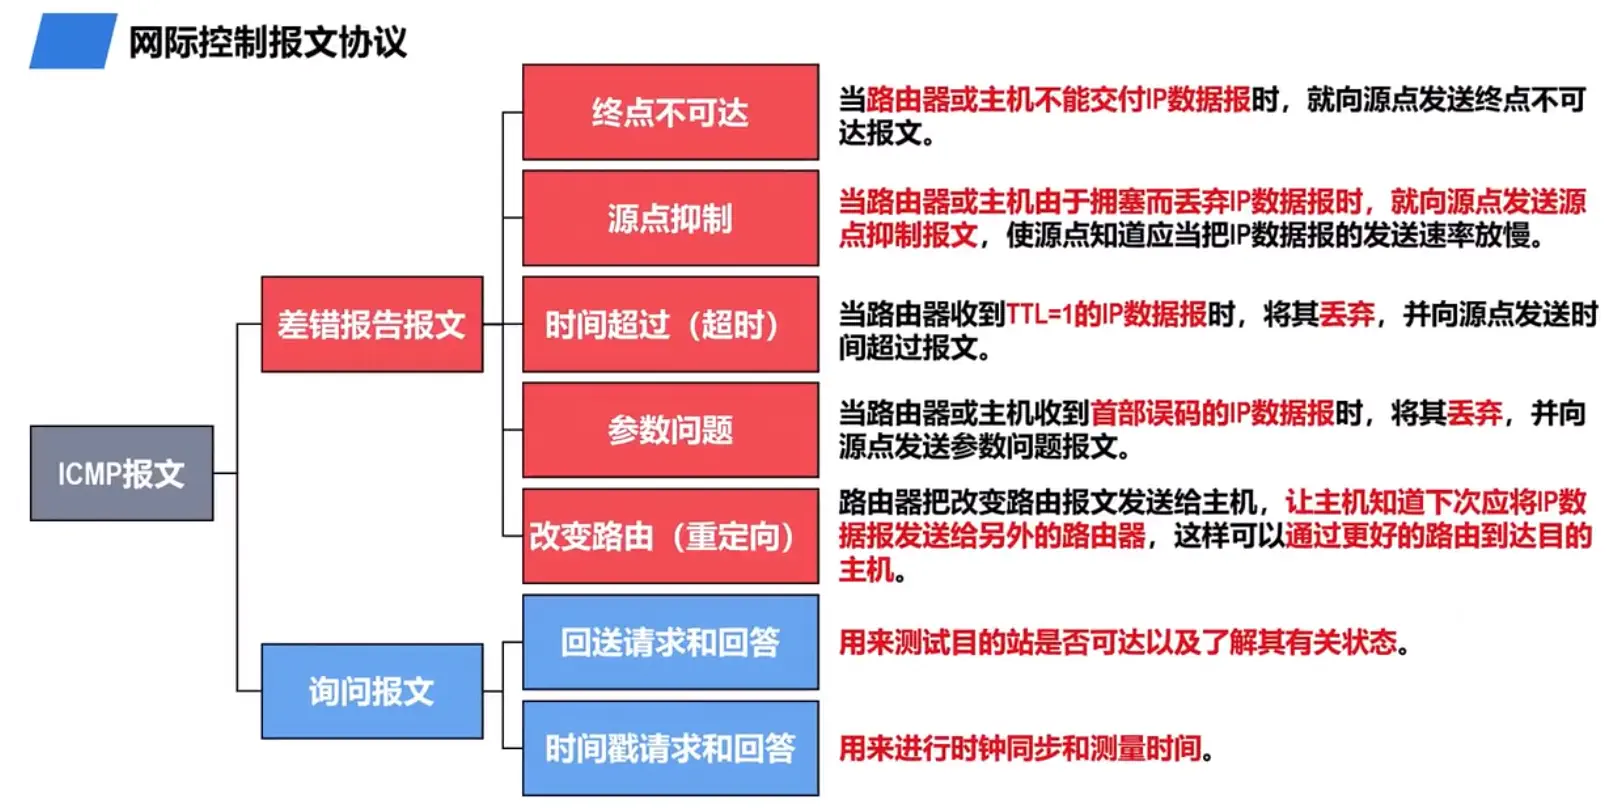 网际控制报文协议
终点不可达
当路由器或主机不能交付IP数据报时，就向源点发送终点不可
达报文。
源点抑制
当路由器或主机由于拥塞而丢弃IP数据报时，就向源点发送源
点抑制报文，使源点知道应当把IP数据报的发送速率放慢。
差错报告报文
时间超过（超时）
当路由器收到TTL=1的IP数据报时，将其丢弃，并向源点发送时
间超过报文。
参数问题
当路由器或主机收到首部误码的IP数据报时，将其丢弃，并向
源点发送参数问题报文。
ICMP报文
改变路由（重定向）
路由器把改变路由报文发送给主机，让主机知道下次应将IP数
据报发送给另外的路由器，这样可以通过更好的路由到达目的
主机。
询问报文
回送请求和回答
用来测试目的站是否可达以及了解其有关状态。
时间戳请求和回答
用来进行时钟同步和测量时间。